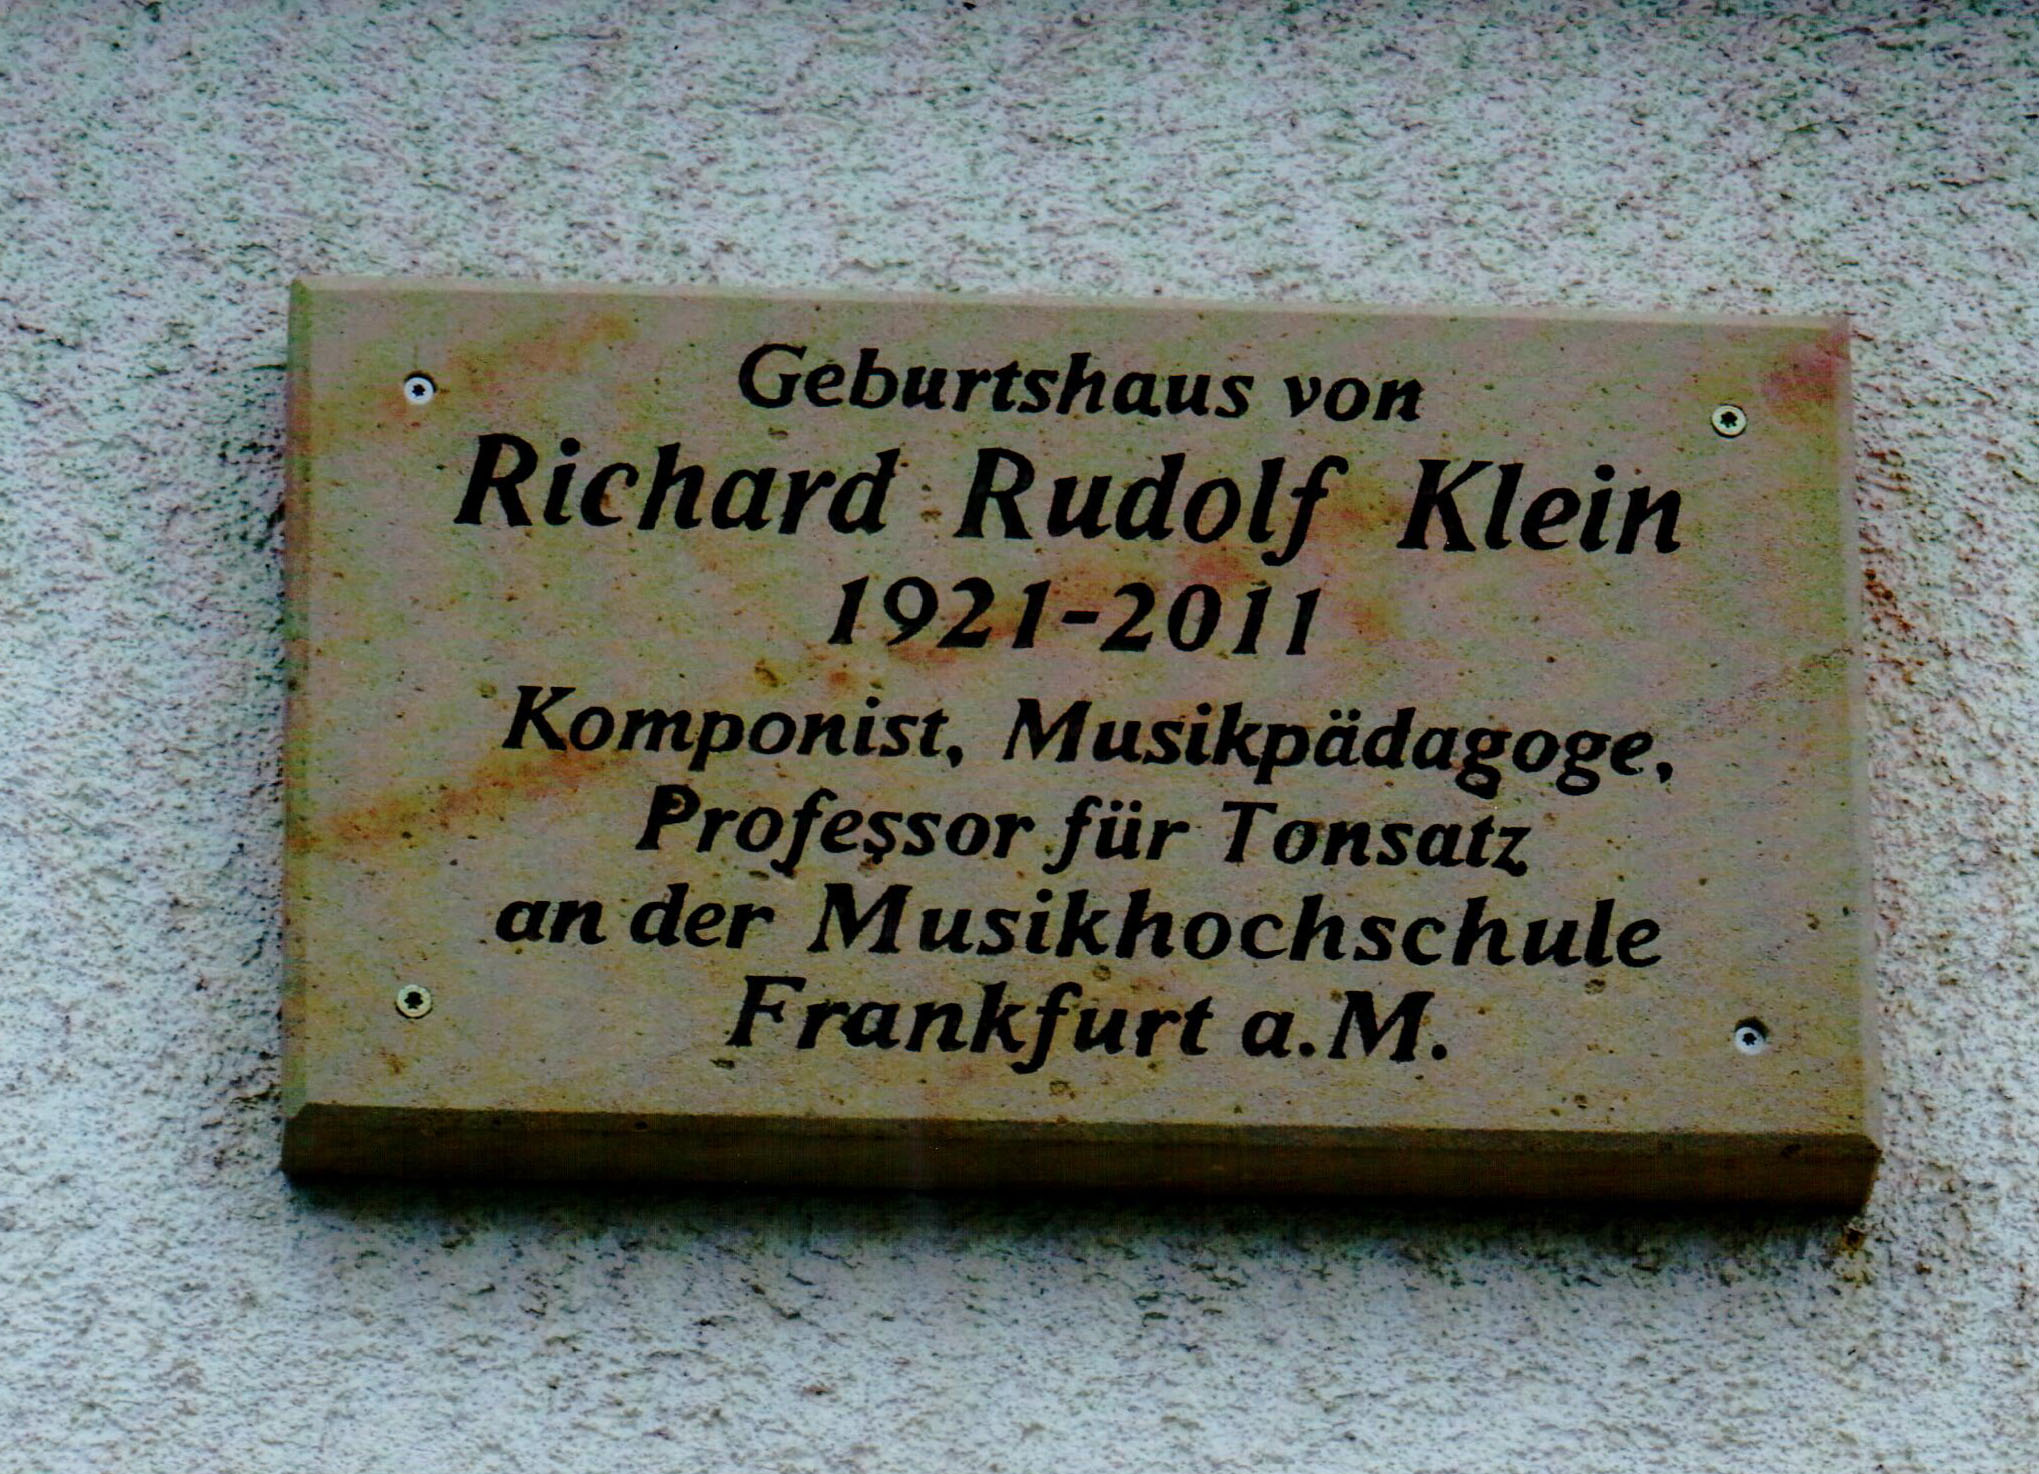 Geburtshaus von
Richard Rudolf Klein
1921-2011
Komponist, Musikpädagoge,
Professor für Tonsatz
an der Musikhochschule
Frankfurt a.M.